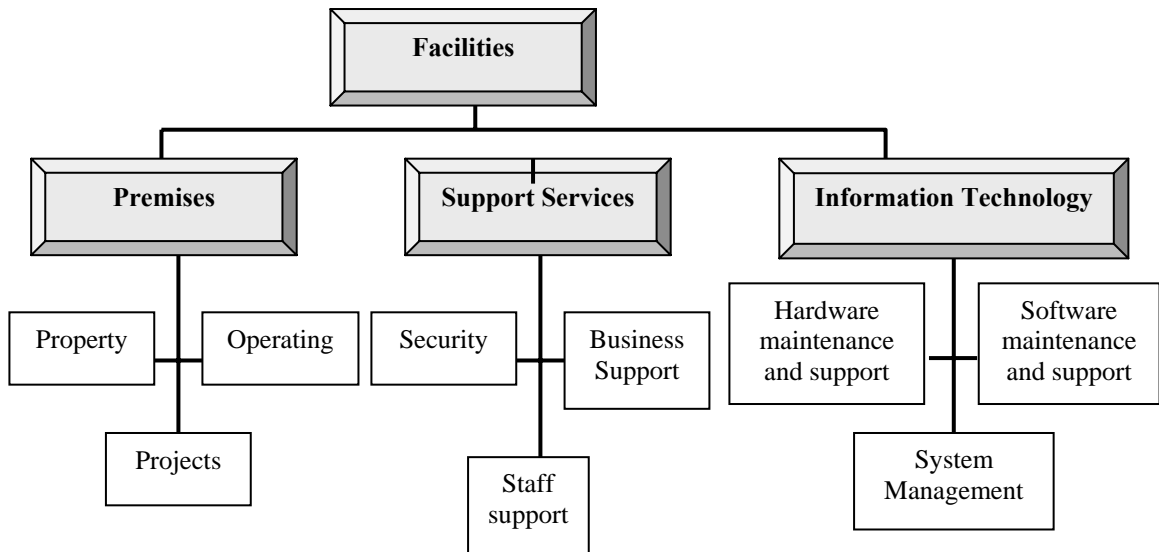 Facilities
Premises
Support Services
Information Technology
Property
Operating
Projects
Security
Business
Support
Staff
support
Hardware
maintenance
and support
Software
maintenance
and support
System
Management